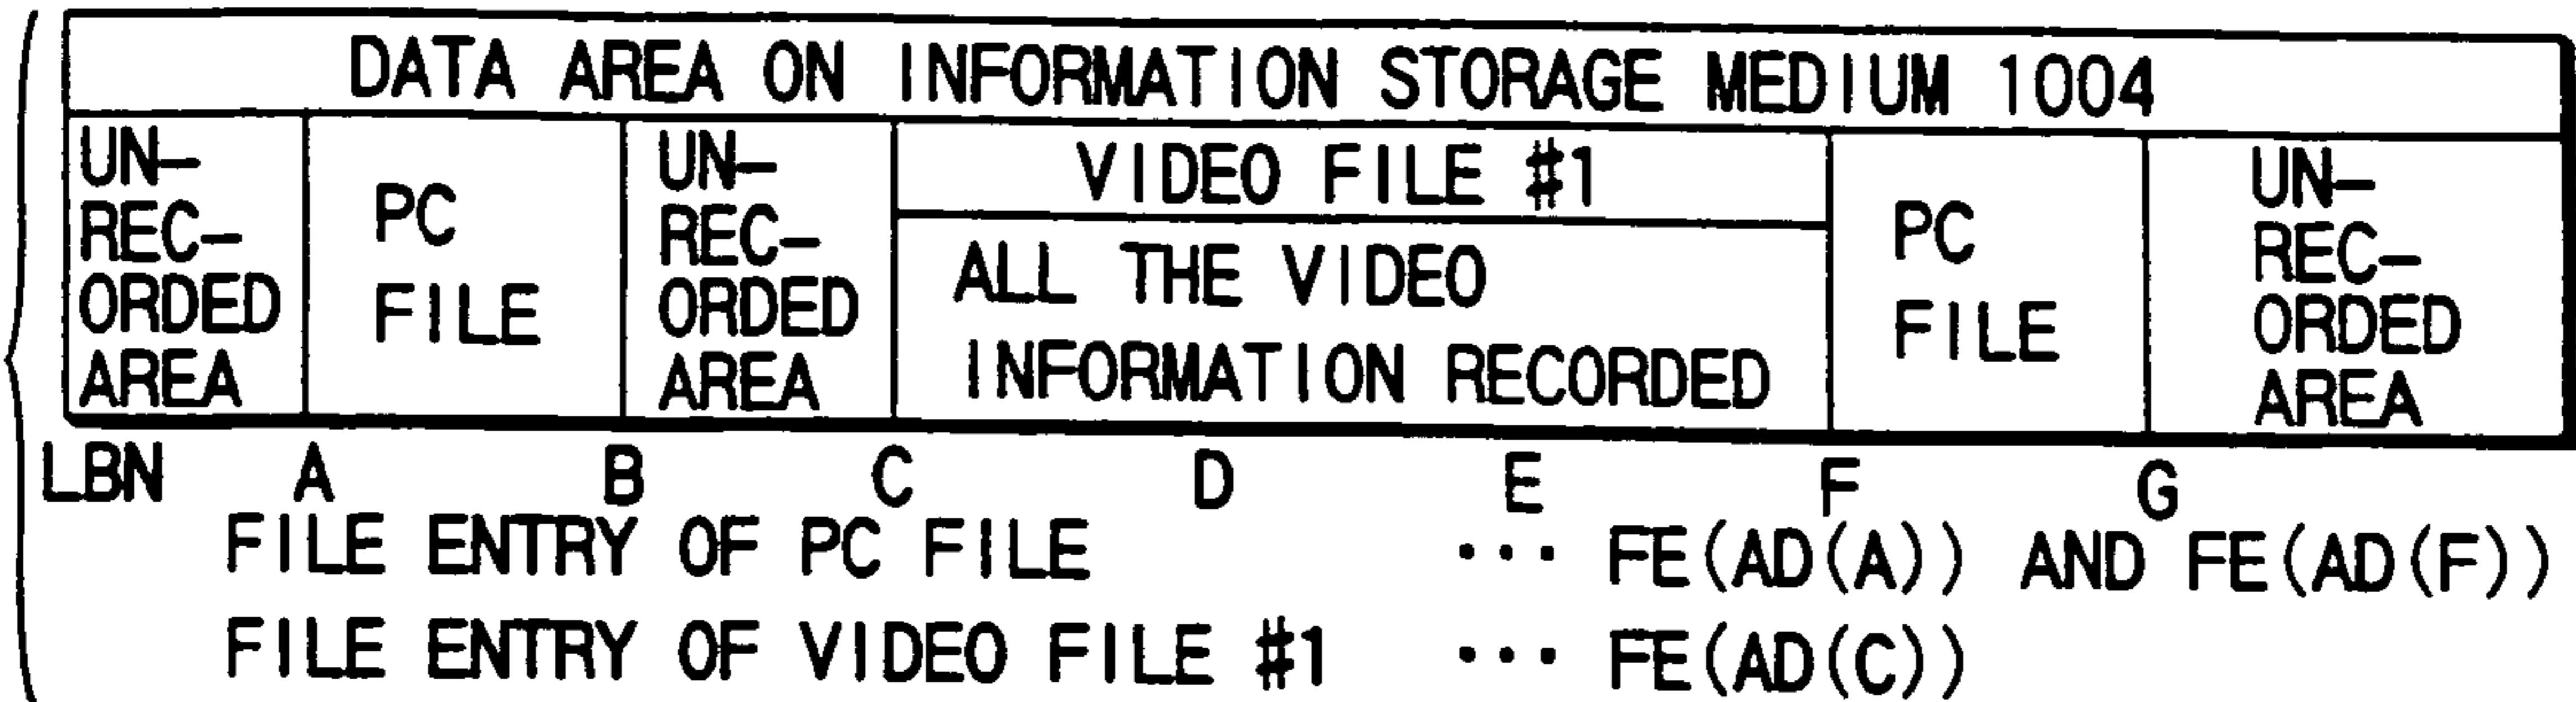 DATA AREA ON INFORMATION STORAGE MEDIUM 1004
UN-
REC-
ORDED
AREA
PC
FILE
UN-
REC-
ORDED
AREA
VIDEO FILE #1
ALL THE VIDEO
INFORMATION RECORDED
PC
FILE
UN-
REC-
ORDED
AREA
LBN A B C D E F G
FILE ENTRY OF PC FILE ··· FE(AD(A)) AND FE(AD(F))
FILE ENTRY OF VIDEO FILE #1 ··· FE(AD(C))